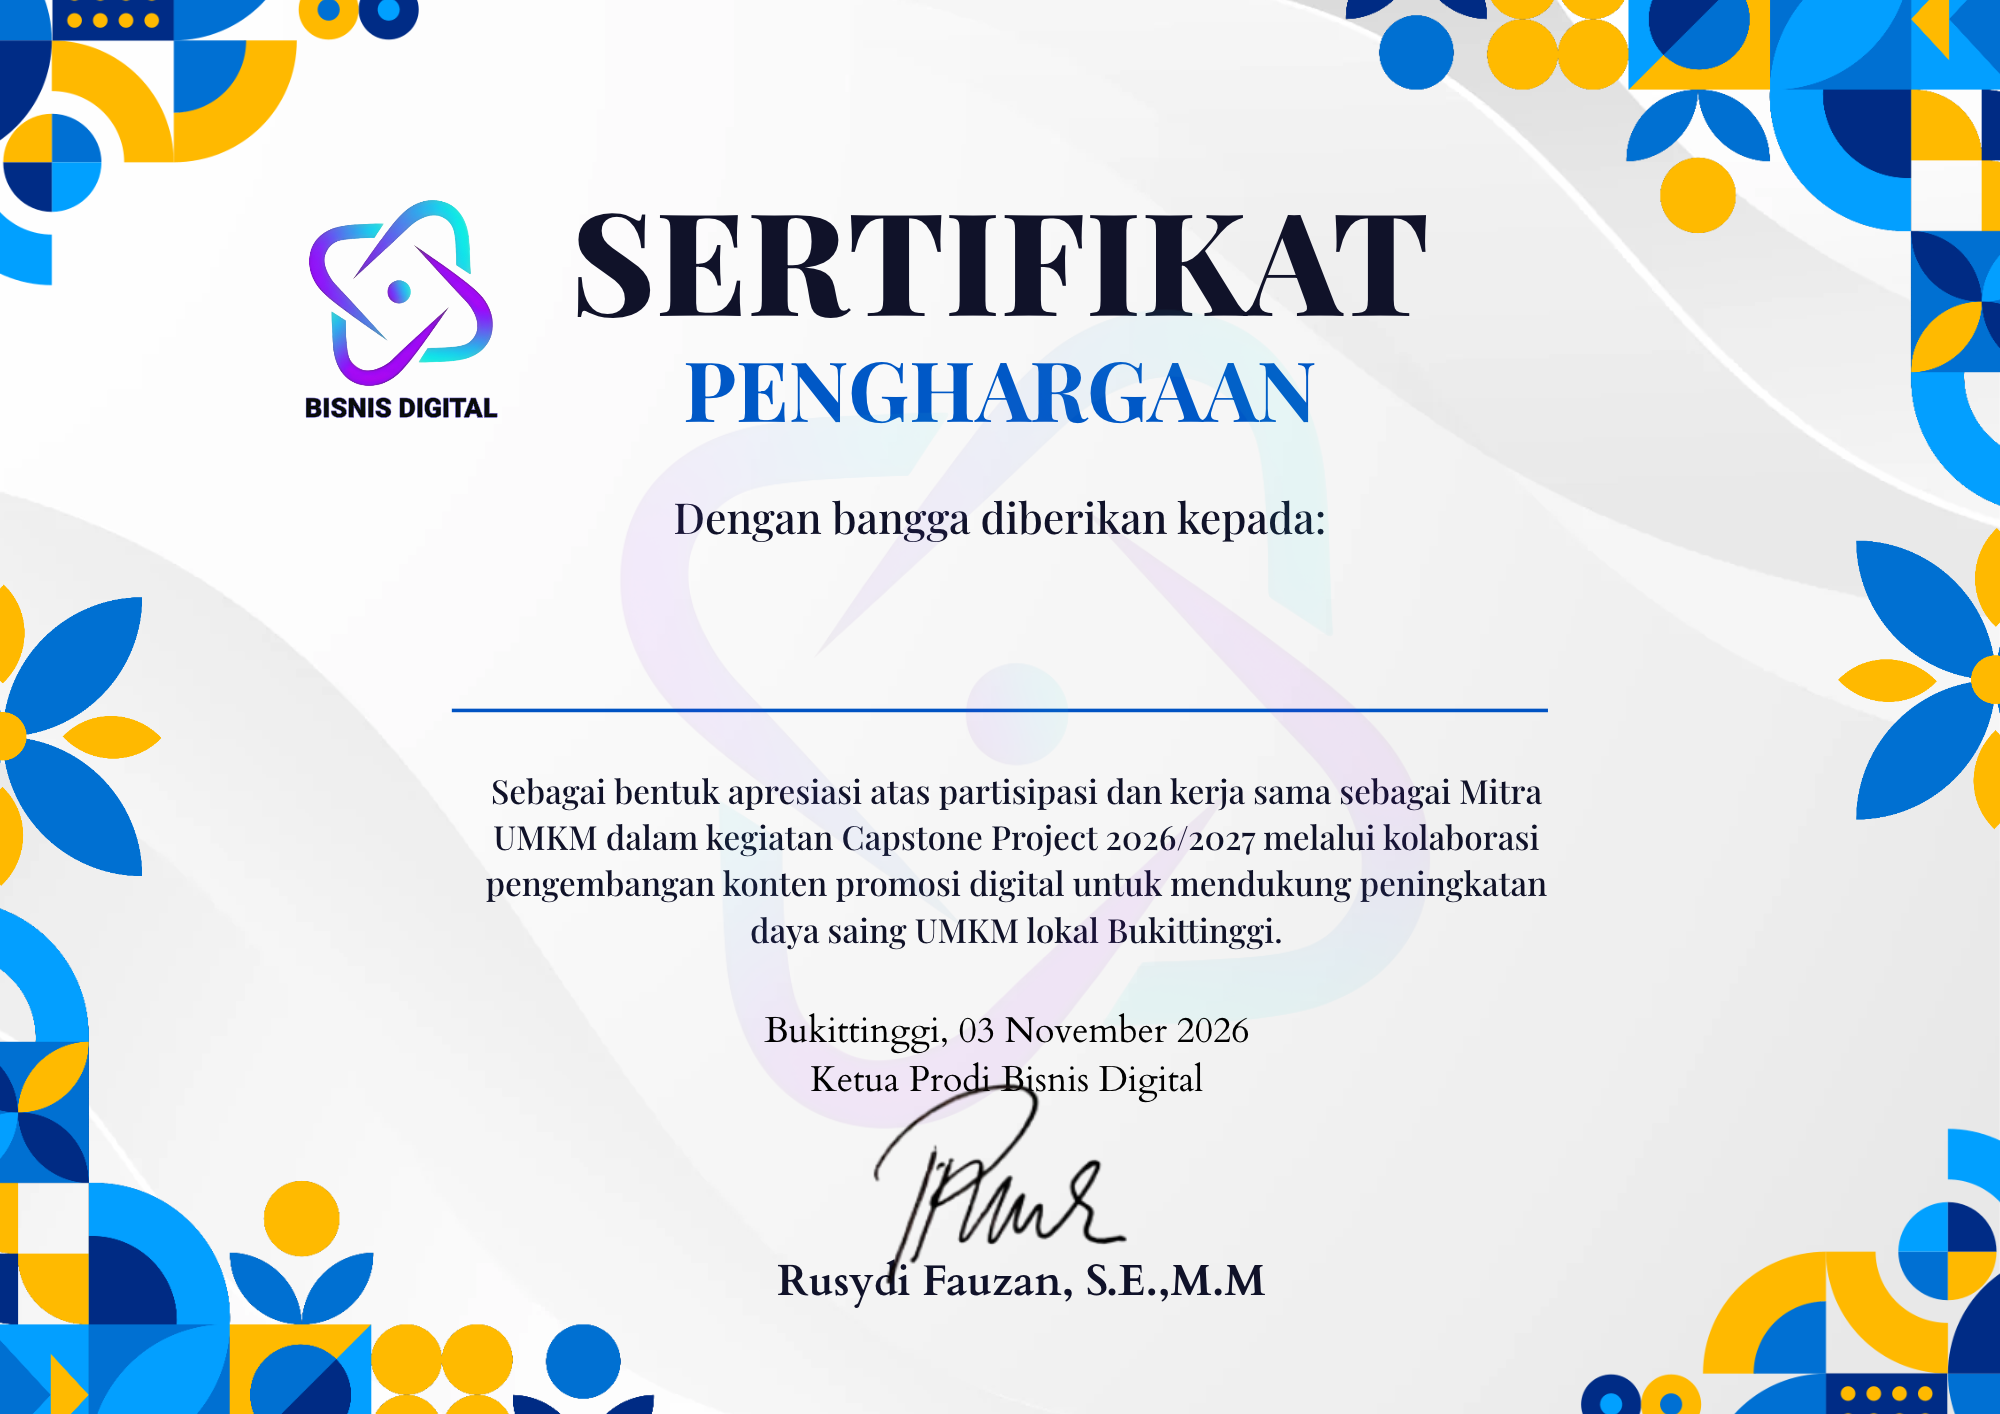 SERTIFIKAT
PENGHARGAAN
BISNIS DIGITAL
Dengan bangga diberikan kepada:
Sebagai bentuk apresiasi atas partisipasi dan kerja sama sebagai Mitra
UMKM dalam kegiatan Capstone Project 2026/2027 melalui kolaborasi
pengembangan konten promosi digital untuk mendukung peningkatan
daya saing UMKM lokal Bukittinggi.
Bukittinggi, 03 November 2026
Ketua Prodi Bisnis Digital
Rusydi Fauzan, S.E.,M.M